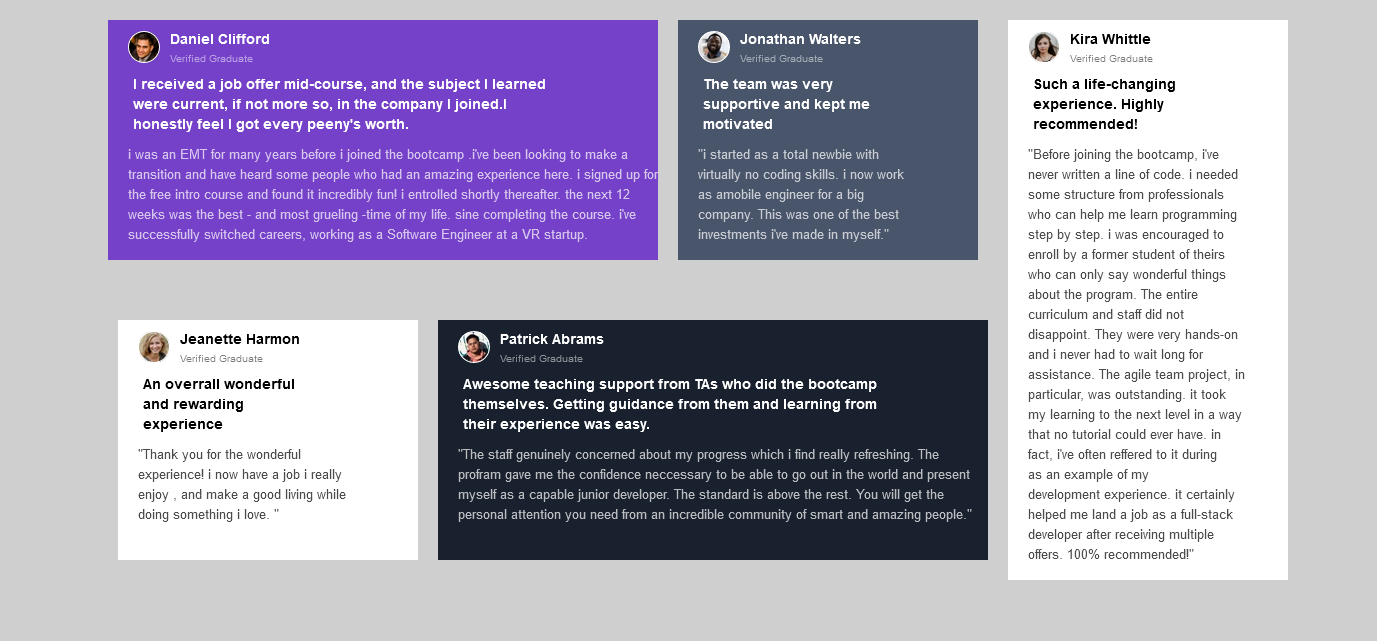 Daniel Clifford
Verified Graduate
I received a job offer mid-course, and the subject I learned
were current, if not more so, in the company I joined.I
honestly feel I got every peeny's worth.
i was an EMT for many years before i joined the bootcamp .i've been looking to make a
transition and have heard some people who had an amazing experience here. i signed up for
the free intro course and found it incredibly fun! i entrolled shortly thereafter. the next 12
weeks was the best - and most grueling -time of my life. sine completing the course. i've
successfully switched careers, working as a Software Engineer at a VR startup.
Jonathan Walters
Verified Graduate
The team was very
supportive and kept me
motivated
"i started as a total newbie with
virtually no coding skills. i now work
as amobile engineer for a big
company. This was one of the best
investments i've made in myself."
Kira Whittle
Verified Graduate
Such a life-changing
experience. Highly
recommended!
"Before joining the bootcamp, i've
never written a line of code. i needed
some structure from professionals
who can help me learn programming
step by step. i was encouraged to
enroll by a former student of theirs
who can only say wonderful things
about the program. The entire
curriculum and staff did not
disappoint. They were very hands-on
and i never had to wait long for
assistance. The agile team project, in
particular, was outstanding. it took
my learning to the next level in a way
that no tutorial could ever have. in
fact, i've often reffered to it during
as an example of my
development experience. it certainly
helped me land a job as a full-stack
developer after receiving multiple
offers. 100% recommended!"
Jeanette Harmon
Verified Graduate
An overrall wonderful
and rewarding
experience
"Thank you for the wonderful
experience! i now have a job i really
enjoy , and make a good living while
doing something i love. "
Patrick Abrams
Verified Graduate
Awesome teaching support from TAs who did the bootcamp
themselves. Getting guidance from them and learning from
their experience was easy.
"The staff genuinely concerned about my progress which i find really refreshing. The
profram gave me the confidence neccessary to be able to go out in the world and present
myself as a capable junior developer. The standard is above the rest. You will get the
personal attention you need from an incredible community of smart and amazing people."